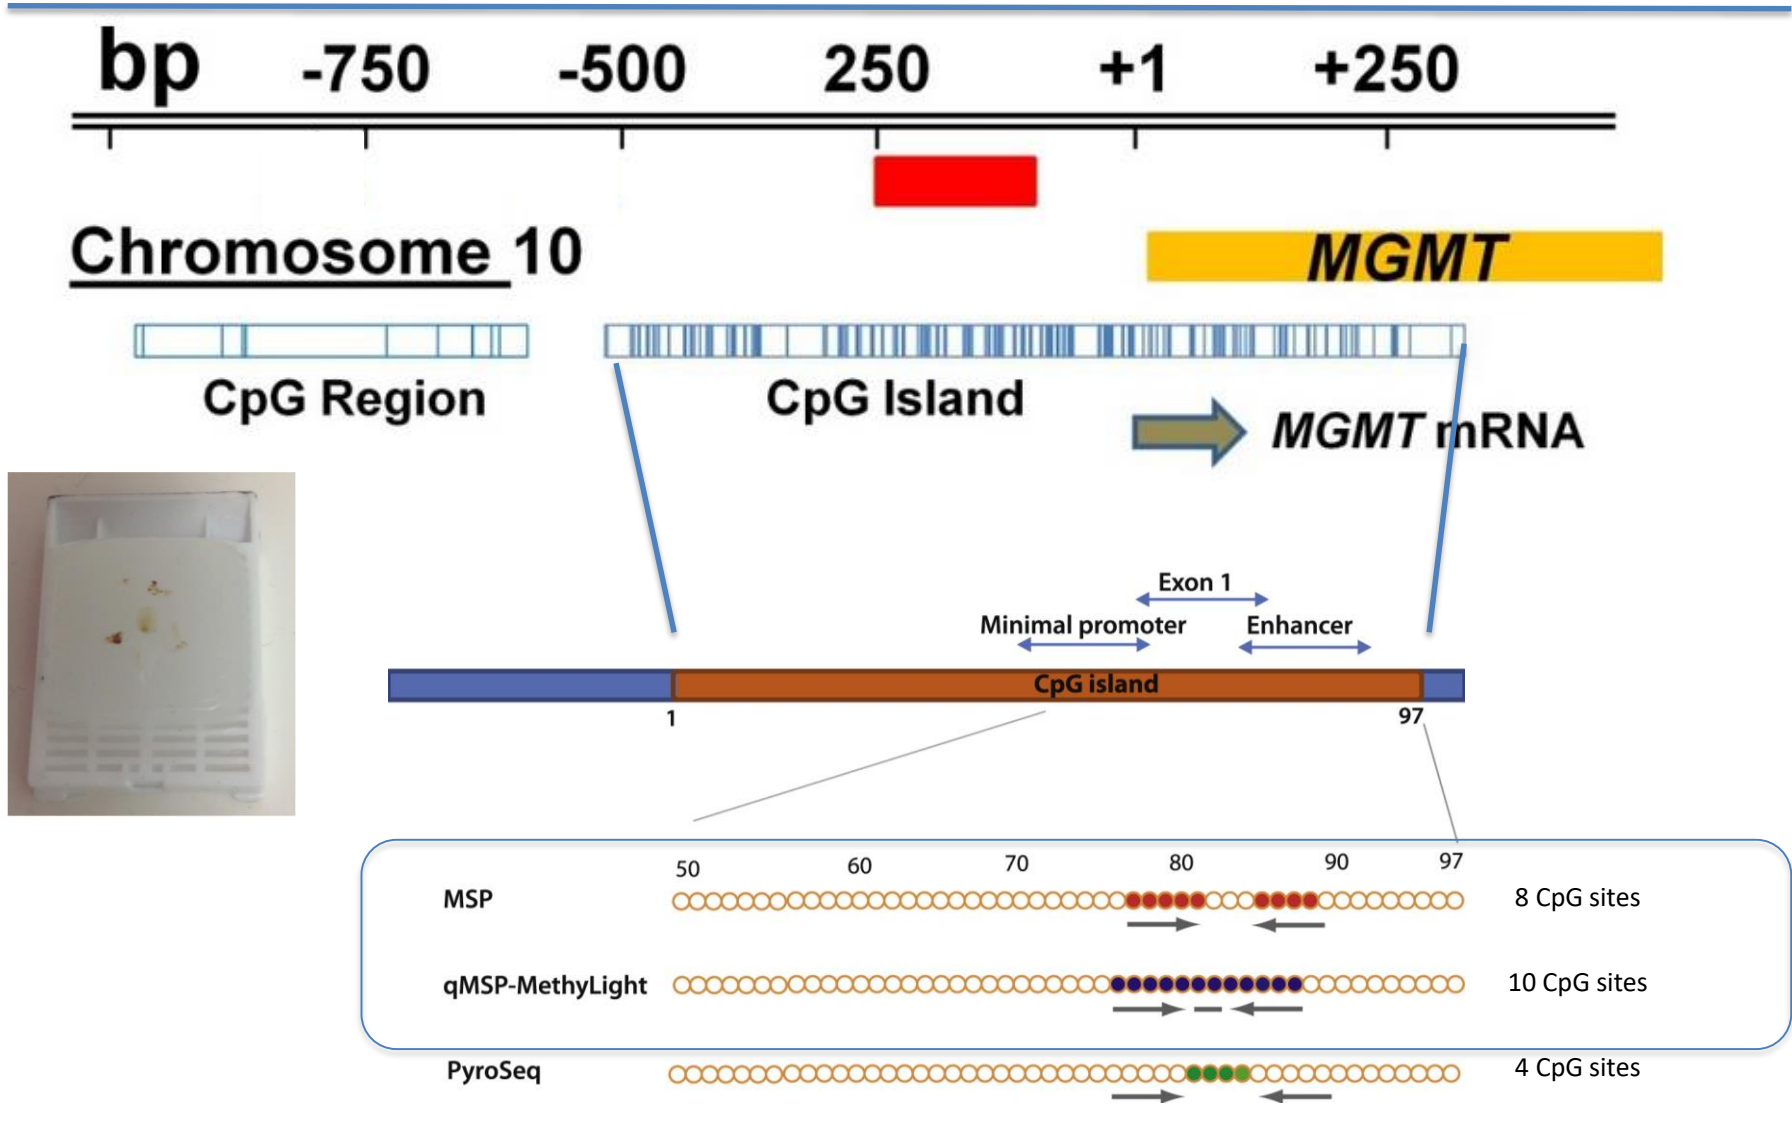 bp -750 -500 250 +1 +250
Chromosome 10
MGMT
CpG Region
CpG Island
MGMT mRNA
Exon 1
Minimal promoter
Enhancer
CpG island
1
97
50 60 70 80 90 97
MSP
8 CpG sites
qMSP-MethyLight
10 CpG sites
PyroSeq
4 CpG sites